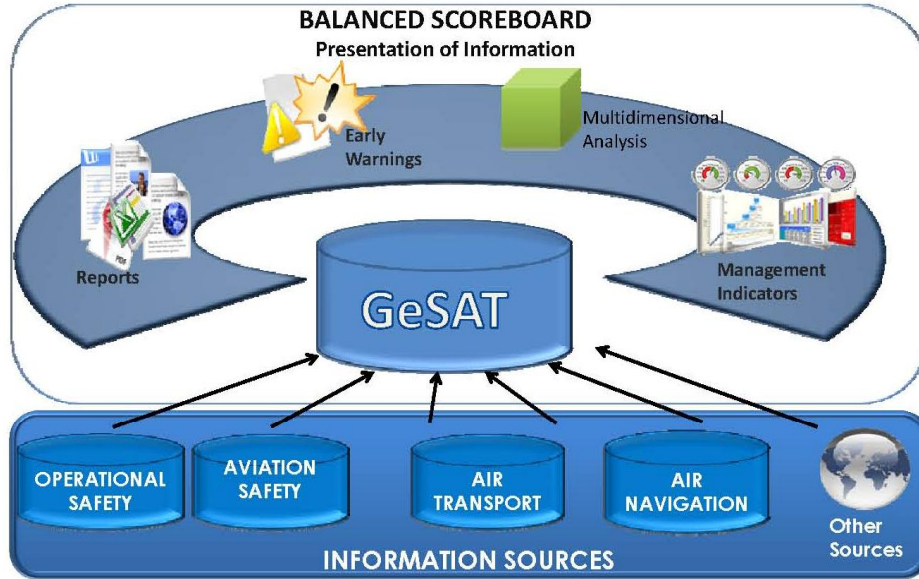 BALANCED SCOREBOARD
Presentation of Information
Early
Warnings
Multidimensional
Analysis
Reports
Management
Indicators
GeSAT
OPERATIONAL
SAFETY
AVIATION
SAFETY
AIR
TRANSPORT
AIR
NAVIGATION
Other
Sources
INFORMATION SOURCES